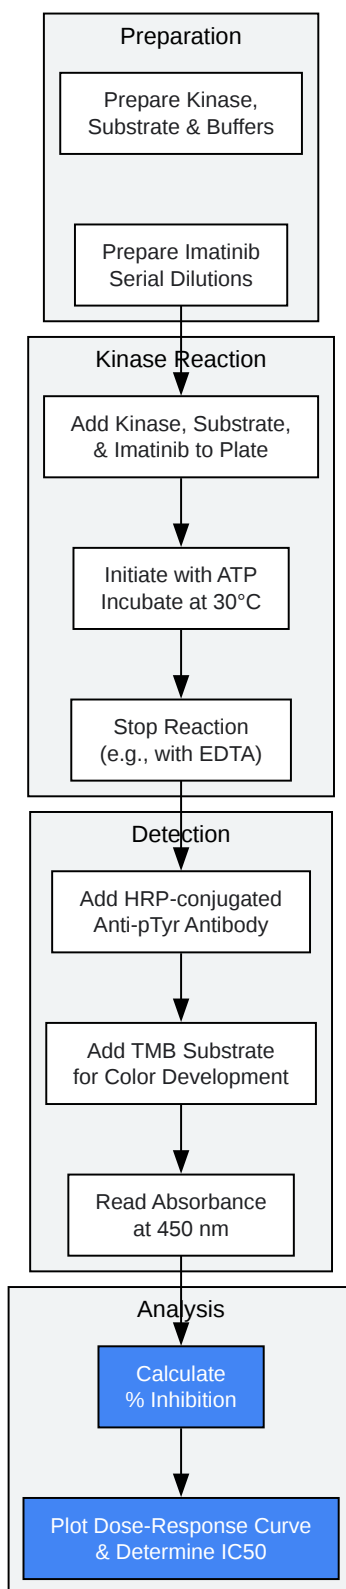 Preparation
Prepare Kinase,
Substrate & Buffers
Prepare Imatinib
Serial Dilutions
Kinase Reaction
Add Kinase, Substrate,
& Imatinib to Plate
Initiate with ATP
Incubate at 30°C
Stop Reaction
(e.g., with EDTA)
Detection
Add HRP-conjugated
Anti-pTyr Antibody
Add TMB Substrate
for Color Development
Read Absorbance
at 450 nm
Analysis
Calculate
% Inhibition
Plot Dose-Response Curve
& Determine IC50